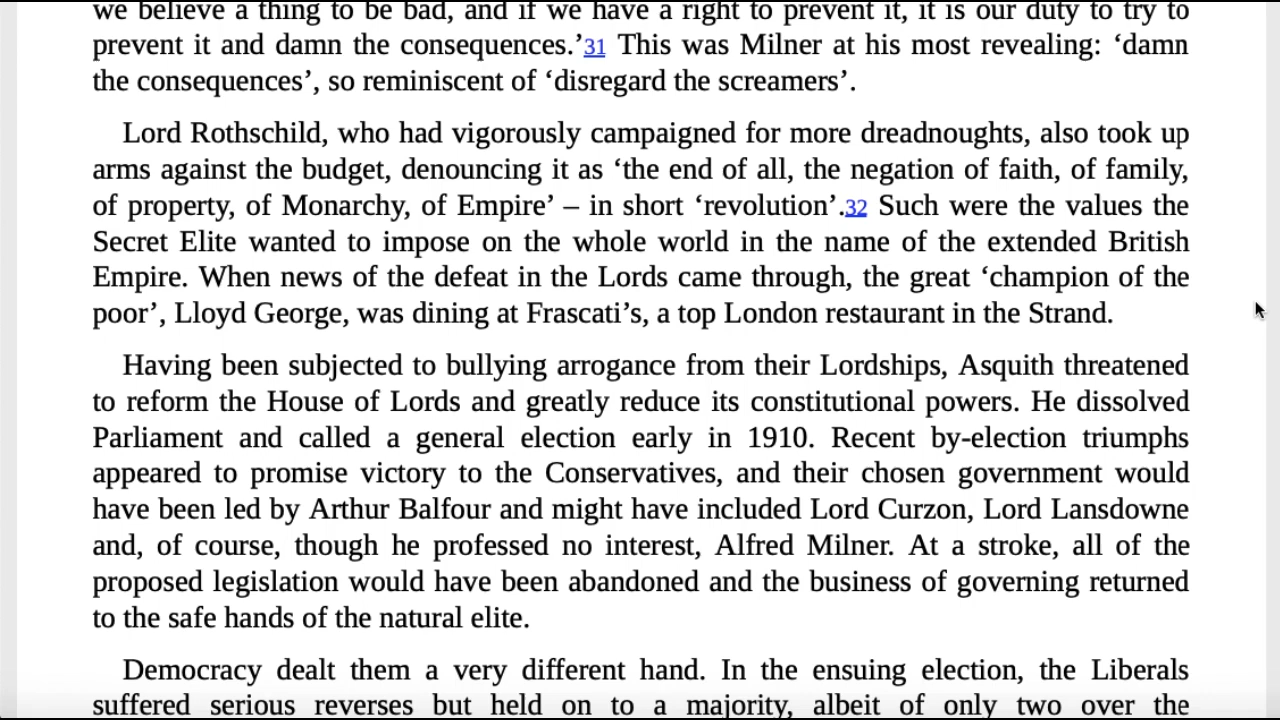 we believe a thing to be bad, and if we have a right to prevent it, it is our duty to try to
prevent it and damn the consequences.’31 This was Milner at his most revealing: ‘damn
the consequences’, so reminiscent of ‘disregard the screamers’.
Lord Rothschild, who had vigorously campaigned for more dreadnoughts, also took up
arms against the budget, denouncing it as ‘the end of all, the negation of faith, of family,
of property, of Monarchy, of Empire’ – in short ‘revolution’.32 Such were the values the
Secret Elite wanted to impose on the whole world in the name of the extended British
Empire. When news of the defeat in the Lords came through, the great ‘champion of the
poor’, Lloyd George, was dining at Frascati’s, a top London restaurant in the Strand.
Having been subjected to bullying arrogance from their Lordships, Asquith threatened
to reform the House of Lords and greatly reduce its constitutional powers. He dissolved
Parliament and called a general election early in 1910. Recent by-election triumphs
appeared to promise victory to the Conservatives, and their chosen government would
have been led by Arthur Balfour and might have included Lord Curzon, Lord Lansdowne
and, of course, though he professed no interest, Alfred Milner. At a stroke, all of the
proposed legislation would have been abandoned and the business of governing returned
to the safe hands of the natural elite.
Democracy dealt them a very different hand. In the ensuing election, the Liberals
suffered serious reverses but held on to a majority, albeit of only two over the